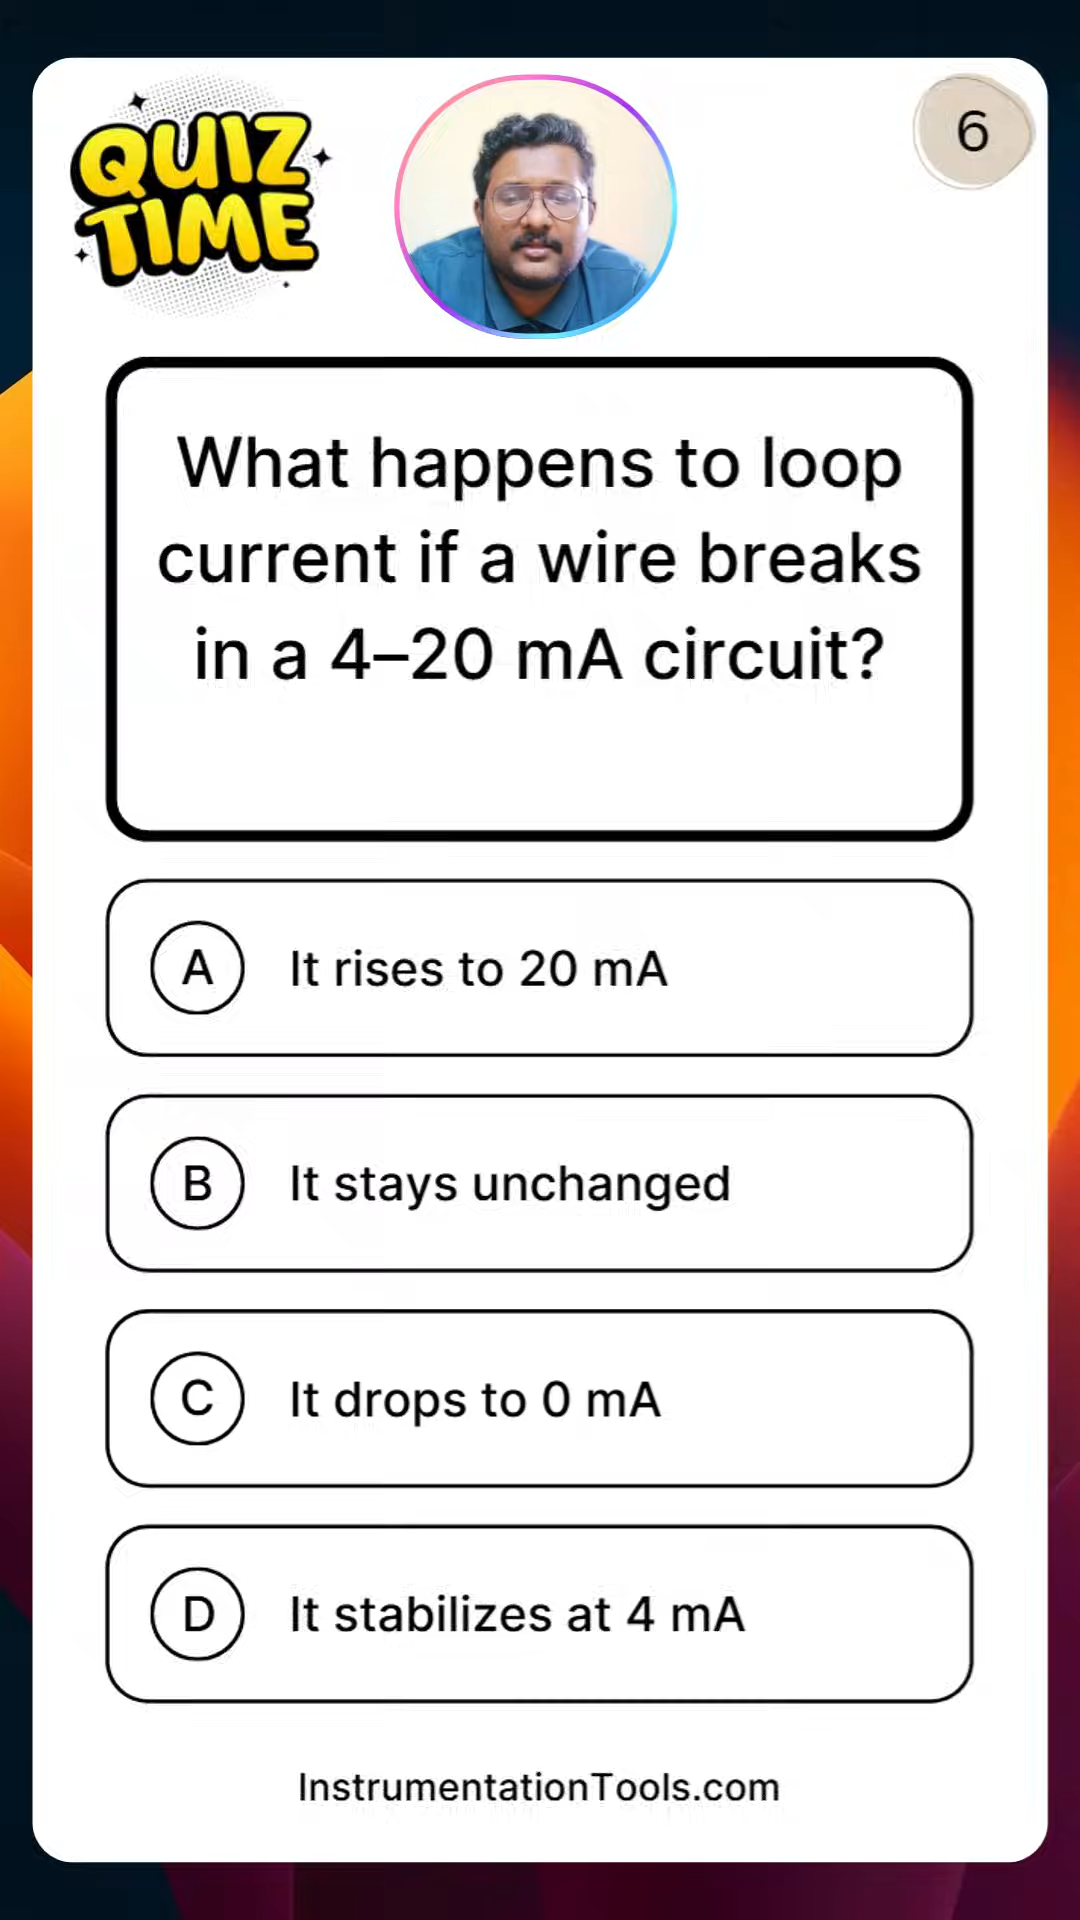 QUIZ
TIME
6
What happens to loop
current if a wire breaks
in a 4–20 mA circuit?
A It rises to 20 mA
B It stays unchanged
C It drops to 0 mA
D It stabilizes at 4 mA
InstrumentationTools.com